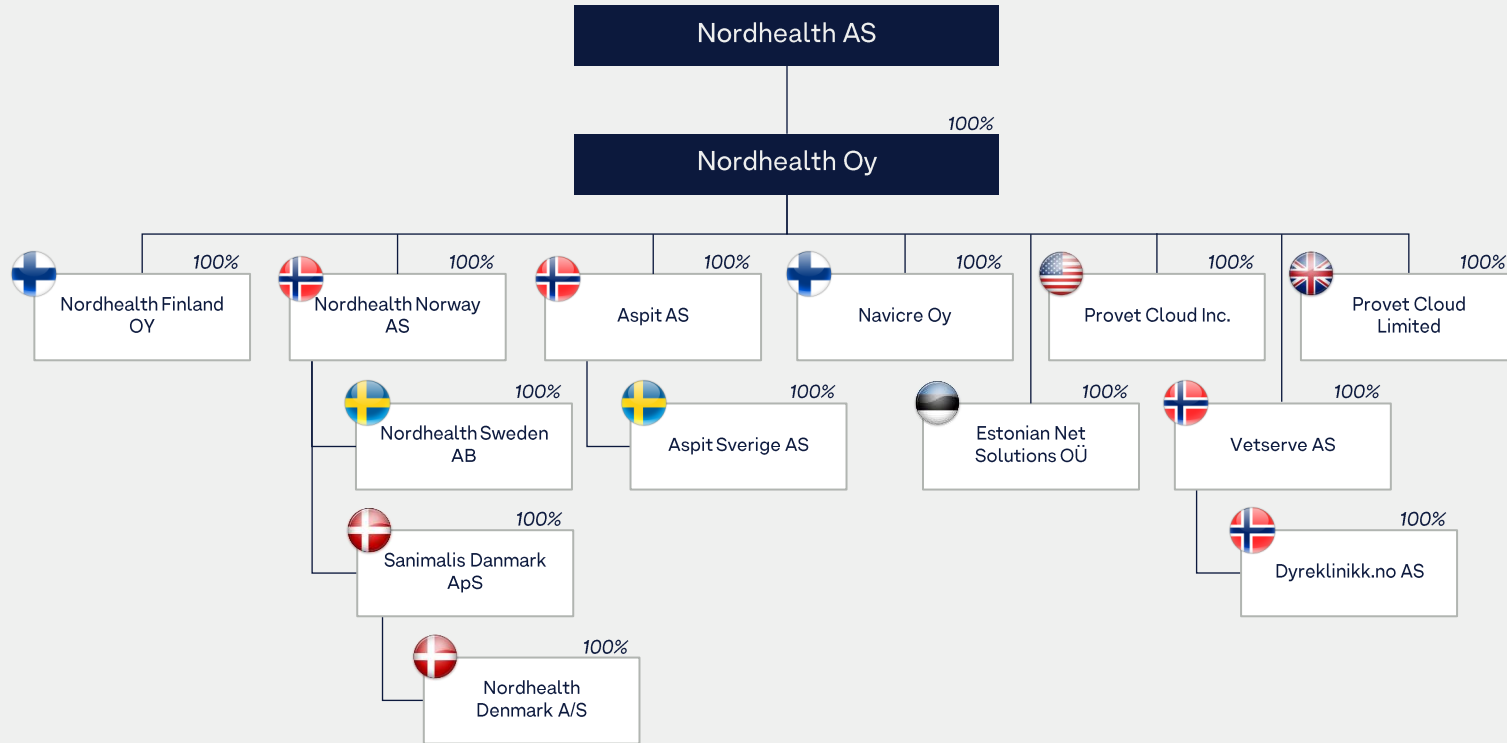 Nordhealth AS
100%
Nordhealth Oy
100%
Nordhealth Finland
OY
100%
Nordhealth Norway
AS
100%
Aspit AS
100%
Navicre Oy
100%
Provet Cloud Inc.
100%
Provet Cloud
Limited
100%
Nordhealth Sweden
AB
100%
Aspit Sverige AS
100%
Estonian Net
Solutions OÜ
100%
Vetserve AS
100%
Sanimalis Danmark
ApS
100%
Dyreklinikk.no AS
100%
Nordhealth
Denmark A/S